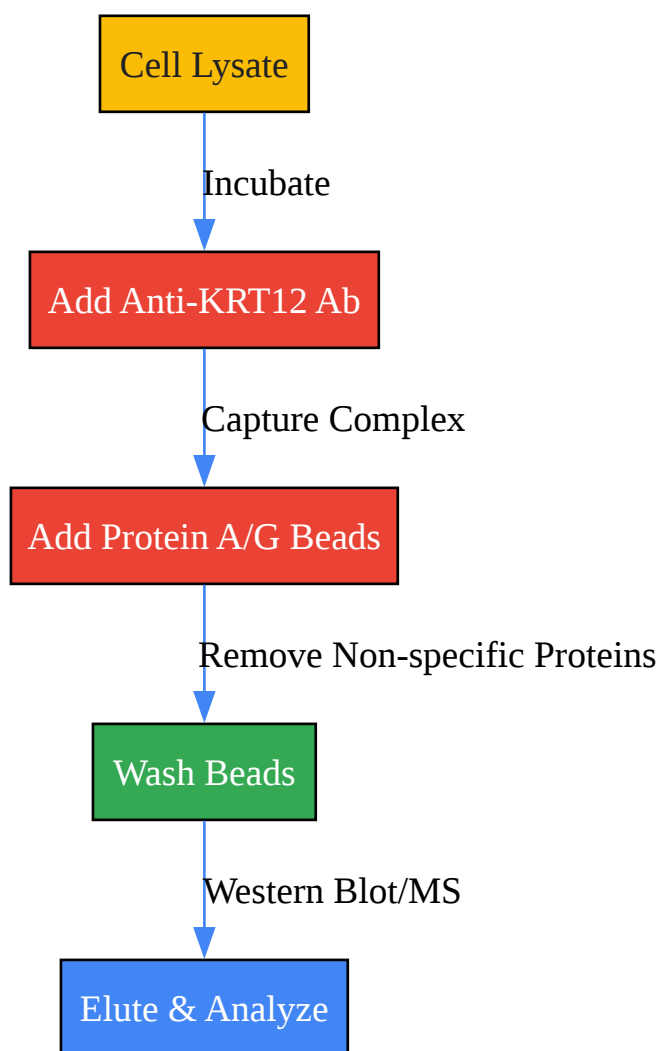 Cell Lysate
Incubate
Add Anti-KRT12 Ab
Capture Complex
Add Protein A/G Beads
Remove Non-specific Proteins
Wash Beads
Western Blot/MS
Elute & Analyze